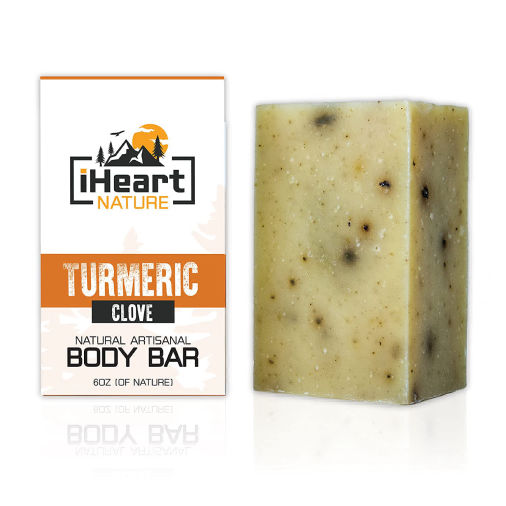 iHeart
NATURE
TURMERIC
CLOVE
NATURAL ARTISANAL
BODY BAR
6OZ (OF NATURE)